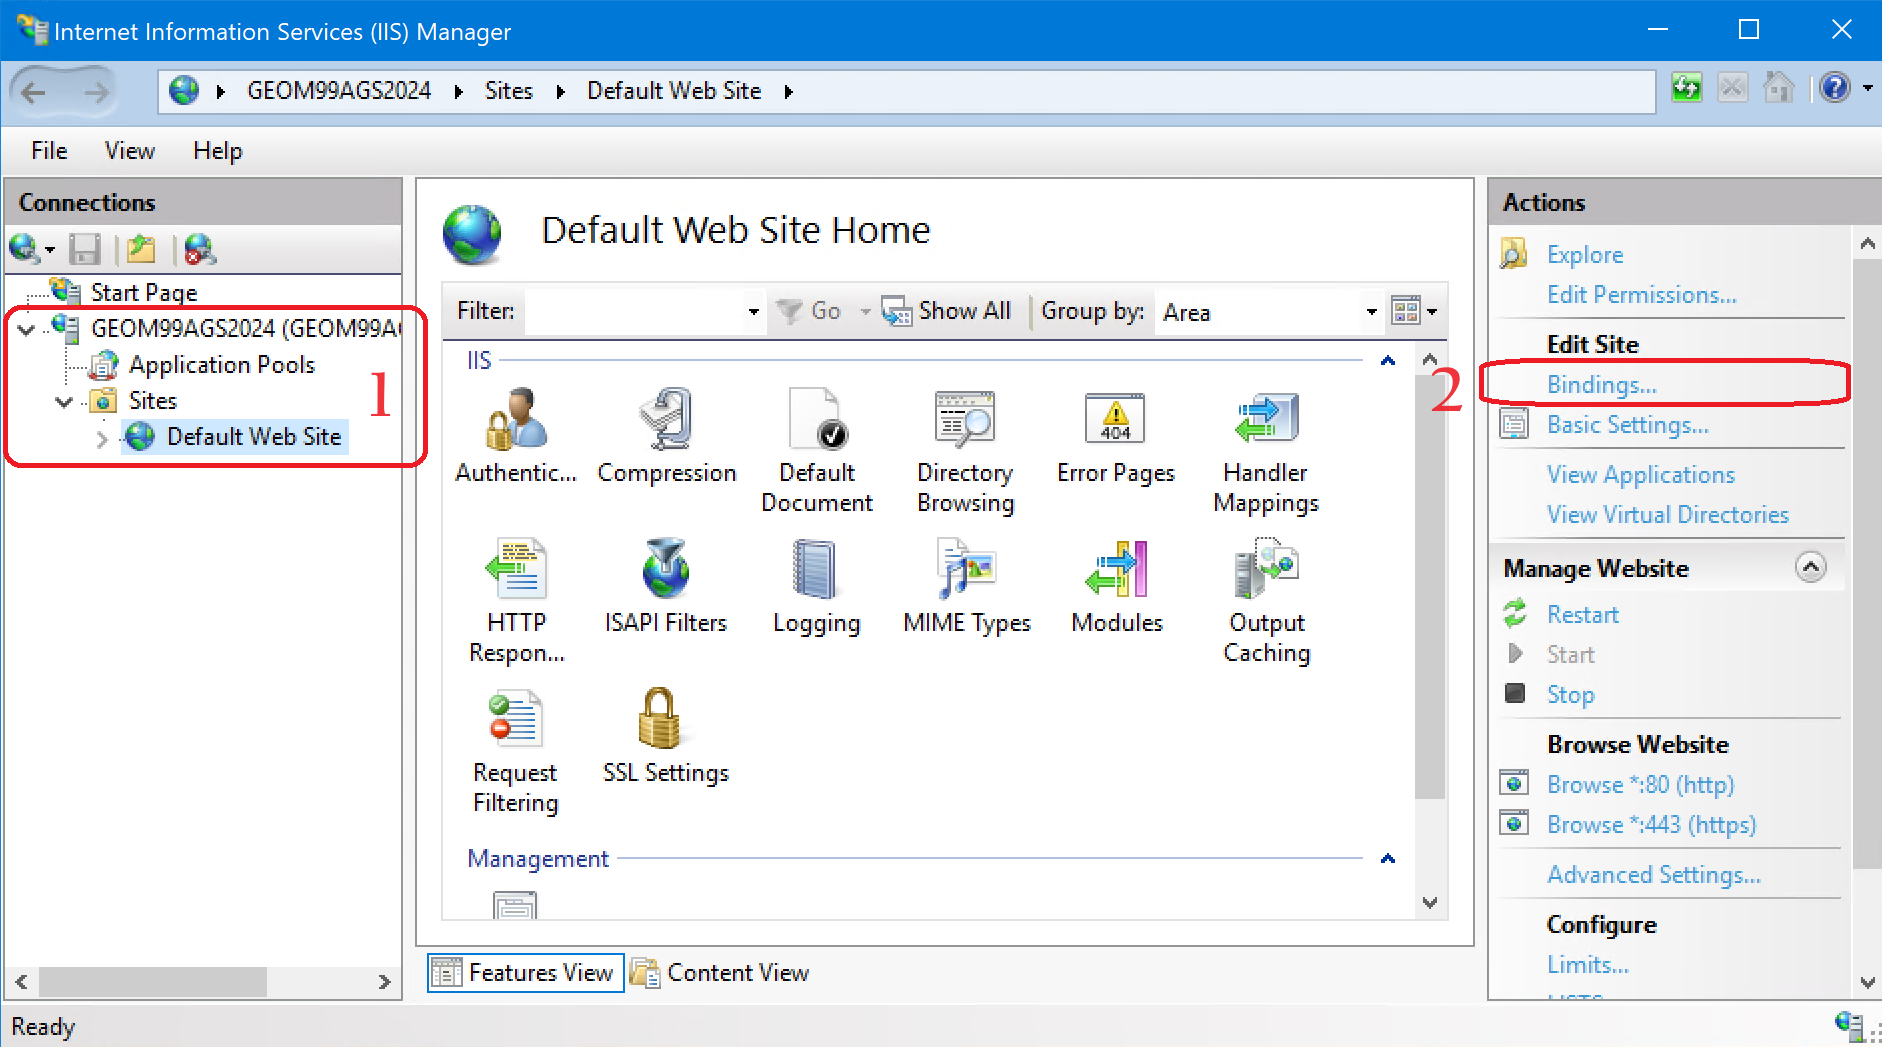 Internet Information Services (IIS) Manager
GEOM99AGS2024 Sites Default Web Site
File View Help
Connections
Start Page
GEOM99AGS2024 (GEOM99A
Application Pools
Sites
Default Web Site
1
Default Web Site Home
Filter: Go Show All Group by: Area
IIS
Authentic... Compression Default Document Directory Browsing Error Pages Handler Mappings
404
HTTP Respon... ISAPI Filters Logging MIME Types Modules Output Caching
Request Filtering SSL Settings
Management
Features View Content View
Actions
Explore
Edit Permissions...
Edit Site
2
Bindings...
Basic Settings...
View Applications
View Virtual Directories
Manage Website
Restart
Start
Stop
Browse Website
Browse *:80 (http)
Browse *:443 (https)
Advanced Settings...
Configure
Limits...
Ready